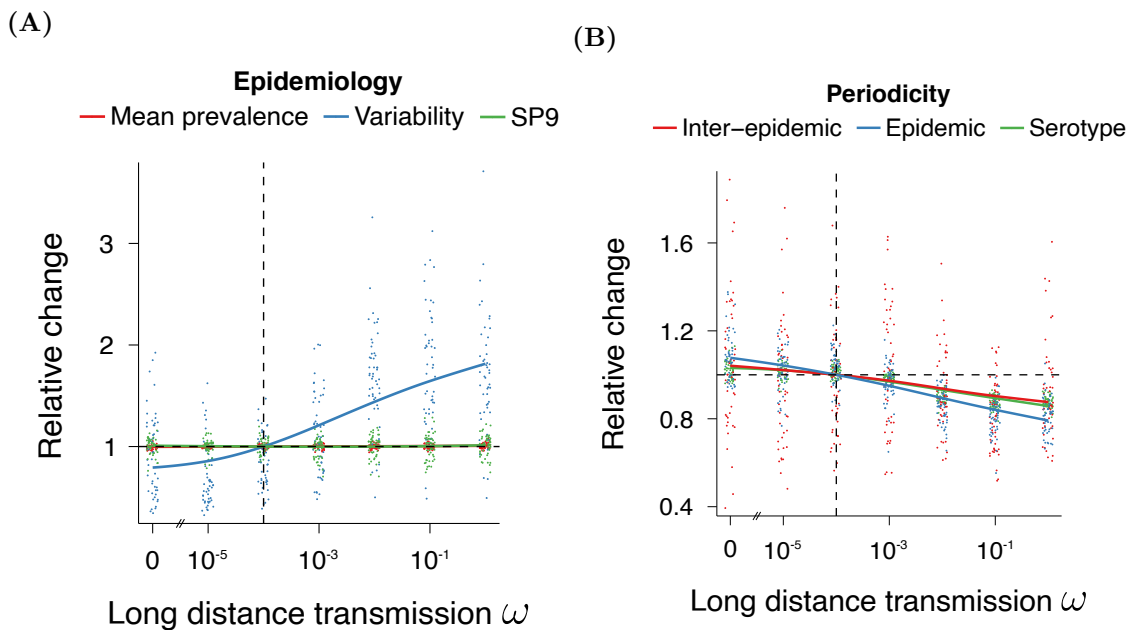 (A)
Epidemiology
Mean prevalence Variability SP9
Relative change
3
2
1
0 10^-5 10^-3 10^-1
Long distance transmission ω
(B)
Periodicity
Inter−epidemic Epidemic Serotype
Relative change
1.6
1.2
0.8
0.4
0 10^-5 10^-3 10^-1
Long distance transmission ω